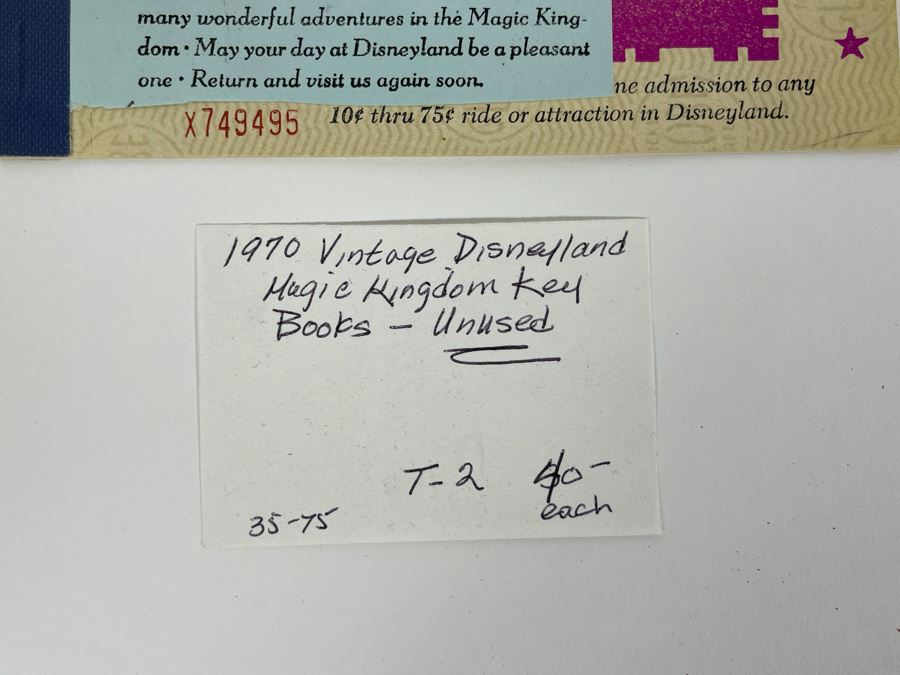 many wonderful adventures in the Magic King-
dom • May your day at Disneyland be a pleasant
one • Return and visit us again soon.
ne admission to any
X749495 10¢ thru 75¢ ride or attraction in Disneyland.
1970 Vintage Disneyland
Magic Kingdom Key
Books - Unused
T-2
each
35-75